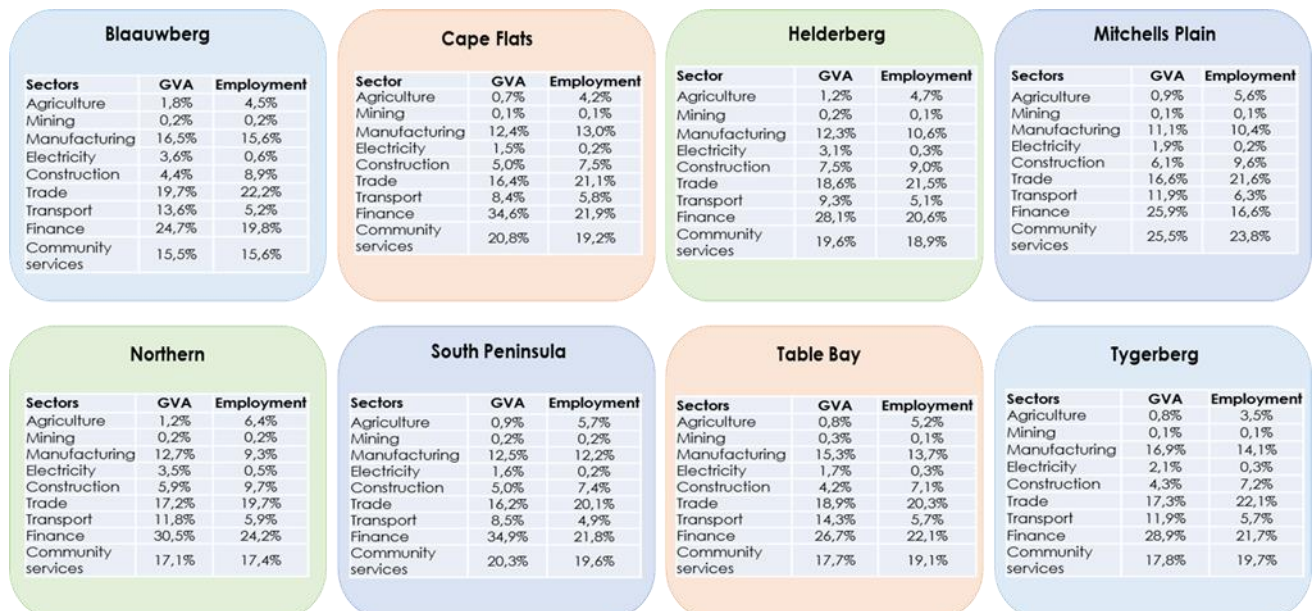 Blaauwberg
Sectors GVA Employment
Agriculture 1,8% 4,5%
Mining 0,2% 0,2%
Manufacturing 16,5% 15,6%
Electricity 3,6% 0,6%
Construction 4,4% 8,9%
Trade 19,7% 22,2%
Transport 13,6% 5,2%
Finance 24,7% 19,8%
Community
services 15,5% 15,6%
Cape Flats
Sector GVA Employment
Agriculture 0,7% 4,2%
Mining 0,1% 0,1%
Manufacturing 12,4% 13,0%
Electricity 1,5% 0,2%
Construction 5,0% 7,5%
Trade 16,4% 21,1%
Transport 8,4% 5,8%
Finance 34,6% 21,9%
Community
services 20,8% 19,2%
Helderberg
Sector GVA Employment
Agriculture 1,2% 4,7%
Mining 0,2% 0,1%
Manufacturing 12,3% 10,6%
Electricity 3,1% 0,3%
Construction 7,5% 9,0%
Trade 18,6% 21,5%
Transport 9,3% 5,1%
Finance 28,1% 20,6%
Community
services 19,6% 18,9%
Mitchells Plain
Sectors GVA Employment
Agriculture 0,9% 5,6%
Mining 0,1% 0,1%
Manufacturing 11,1% 10,4%
Electricity 1,9% 0,2%
Construction 6,1% 9,6%
Trade 16,6% 21,6%
Transport 11,9% 6,3%
Finance 25,9% 16,6%
Community
services 25,5% 23,8%
Northern
Sectors GVA Employment
Agriculture 1,2% 6,4%
Mining 0,2% 0,2%
Manufacturing 12,7% 9,3%
Electricity 3,5% 0,5%
Construction 5,9% 9,7%
Trade 17,2% 19,7%
Transport 11,8% 5,9%
Finance 30,5% 24,2%
Community
services 17,1% 17,4%
South Peninsula
Sectors GVA Employment
Agriculture 0,9% 5,7%
Mining 0,2% 0,2%
Manufacturing 12,5% 12,2%
Electricity 1,6% 0,2%
Construction 5,0% 7,4%
Trade 16,2% 20,1%
Transport 8,5% 4,9%
Finance 34,9% 21,8%
Community
services 20,3% 19,6%
Table Bay
Sectors GVA Employment
Agriculture 0,8% 5,2%
Mining 0,3% 0,1%
Manufacturing 15,3% 13,7%
Electricity 1,7% 0,3%
Construction 4,2% 7,1%
Trade 18,9% 20,3%
Transport 14,3% 5,7%
Finance 26,7% 22,1%
Community
services 17,7% 19,1%
Tygerberg
Sectors GVA Employment
Agriculture 0,8% 3,5%
Mining 0,1% 0,1%
Manufacturing 16,9% 14,1%
Electricity 2,1% 0,3%
Construction 4,3% 7,2%
Trade 17,3% 22,1%
Transport 11,9% 5,7%
Finance 28,9% 21,7%
Community
services 17,8% 19,7%